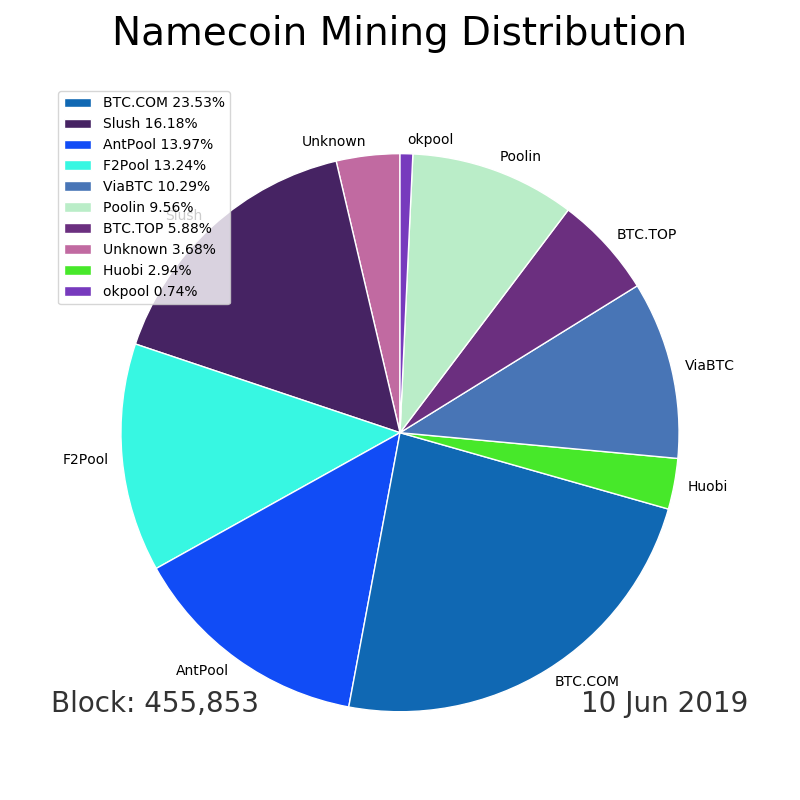 Namecoin Mining Distribution
BTC.COM 23.53%
Slush 16.18%
AntPool 13.97%
F2Pool 13.24%
ViaBTC 10.29%
Poolin 9.56%
BTC.TOP 5.88%
Unknown 3.68%
Huobi 2.94%
okpool 0.74%
Unknown
okpool
Poolin
BTC.TOP
Slush
ViaBTC
F2Pool
Huobi
AntPool
BTC.COM
Block: 455,853
10 Jun 2019